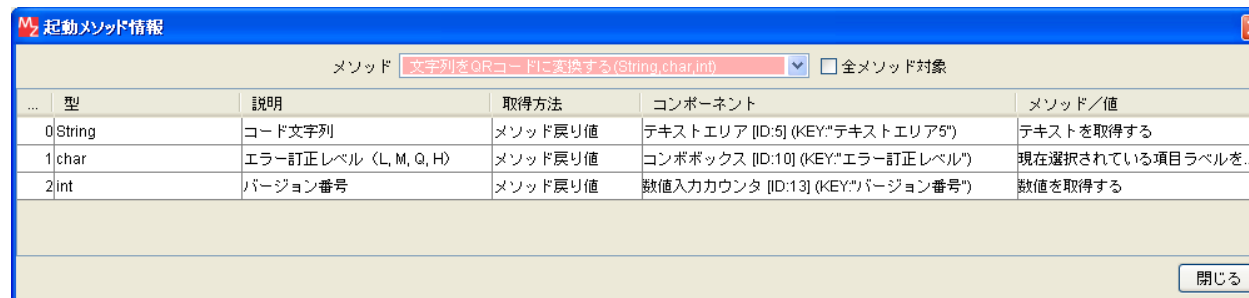 MZ 起動メソッド情報
メソッド 文字列をQRコードに変換する(String,char,int) 全メソッド対象
... 型 説明 取得方法 コンポーネント メソッド／値
0 String コード文字列 メソッド戻り値 テキストエリア [ID:5] (KEY:"テキストエリア5") テキストを取得する
1 char エラー訂正レベル（L, M, Q, H） メソッド戻り値 コンボボックス [ID:10] (KEY:"エラー訂正レベル") 現在選択されている項目ラベルを...
2 int バージョン番号 メソッド戻り値 数値入力カウンタ [ID:13] (KEY:"バージョン番号") 数値を取得する
閉じる